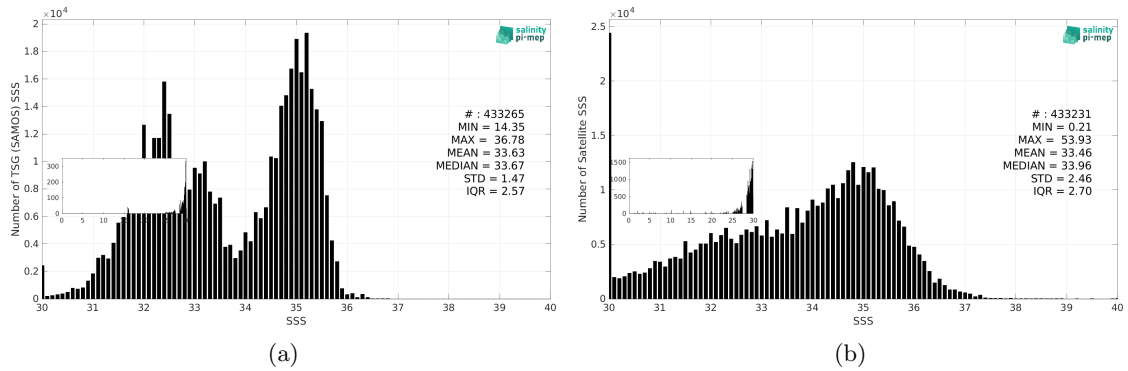 ×10⁴
2
1.8
1.6
1.4
1.2
1
0.8
0.6
0.4
0.2
0
Number of TSG (SAMOS) SSS
salinity
pi-mep
# : 433265
MIN = 14.35
MAX = 36.78
MEAN = 33.63
MEDIAN = 33.67
STD = 1.47
IQR = 2.57
300
200
100
0
0 5 10
30 31 32 33 34 35 36 37 38 39 40
SSS
(a)
×10⁴
2.5
2
1.5
1
0.5
0
Number of Satellite SSS
salinity
pi-mep
# : 433231
MIN = 0.21
MAX = 53.93
MEAN = 33.46
MEDIAN = 33.96
STD = 2.46
IQR = 2.70
1500
1000
500
0
0 5 10 15 20 25 30
30 31 32 33 34 35 36 37 38 39 40
SSS
(b)